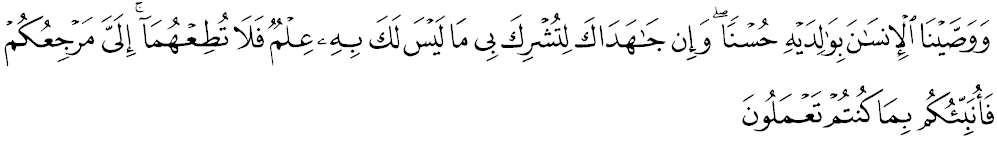 وَوَصَّيۡنَا ٱلۡإِنسَٰنَ بِوَٰلِدَيۡهِ حُسۡنٗاۖ وَإِن جَٰهَدَاكَ لِتُشۡرِكَ بِي مَا لَيۡسَ لَكَ بِهِۦ عِلۡمٞ فَلَا تُطِعۡهُمَآۚ إِلَيَّ مَرۡجِعُكُمۡ
فَأُنَبِّئُكُم بِمَا كُنتُمۡ تَعۡمَلُونَ